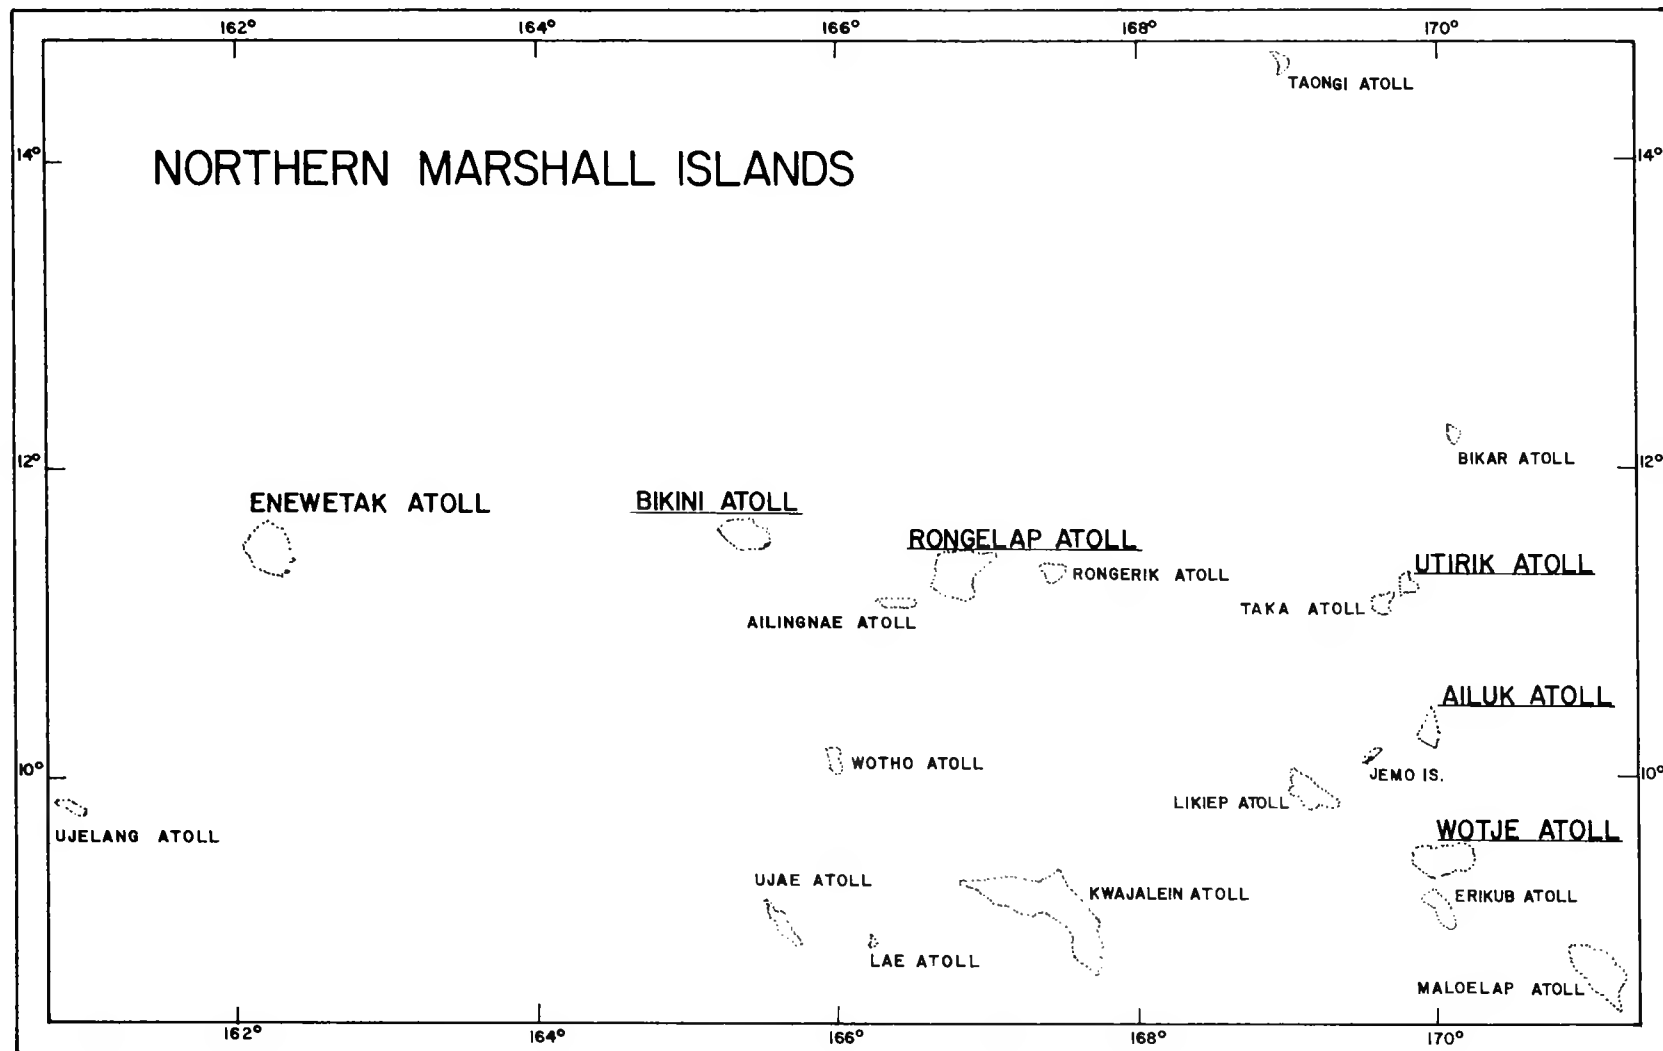 162° 164° 166° 168° 170°
TAONGI ATOLL
14° 14°
NORTHERN MARSHALL ISLANDS
BIKAR ATOLL
12° 12°
ENEWETAK ATOLL
BIKINI ATOLL
RONGELAP ATOLL
UTIRIK ATOLL
RONGERIK ATOLL
TAKA ATOLL
AILINGNAE ATOLL
AILUK ATOLL
WOTHO ATOLL
10° 10°
JEMO IS.
LIKIEP ATOLL
UJELANG ATOLL
WOTJE ATOLL
UJAE ATOLL
KWAJALEIN ATOLL
ERIKUB ATOLL
LAE ATOLL
MALOELAP ATOLL
162° 164° 166° 168° 170°